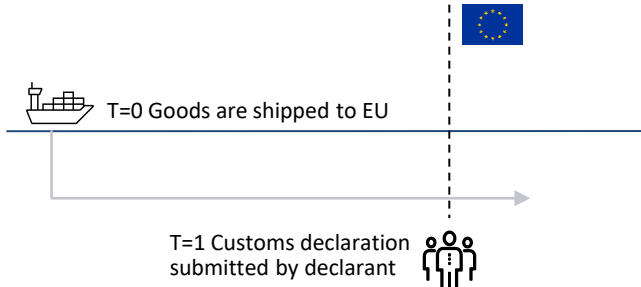 T=0 Goods are shipped to EU
T=1 Customs declaration
submitted by declarant